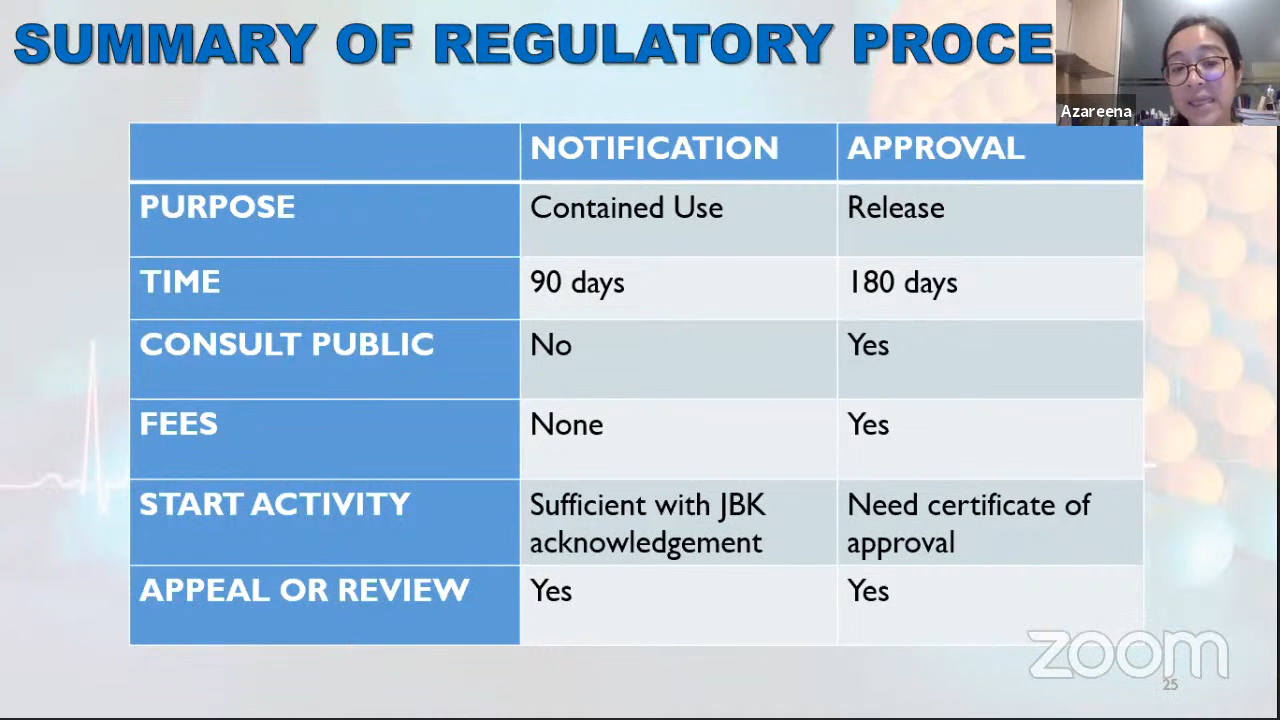 SUMMARY OF REGULATORY PROCE
Azareena
NOTIFICATION APPROVAL
PURPOSE Contained Use Release
TIME 90 days 180 days
CONSULT PUBLIC No Yes
FEES None Yes
START ACTIVITY Sufficient with JBK Need certificate of
acknowledgement approval
APPEAL OR REVIEW Yes Yes
zoom
25